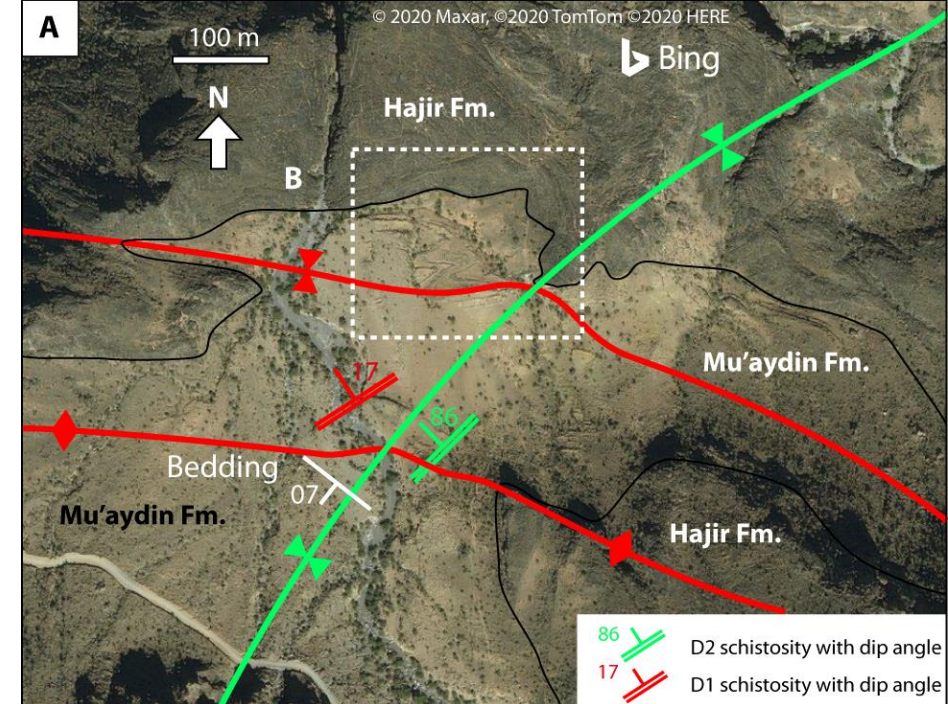 A
© 2020 Maxar, ©2020 TomTom ©2020 HERE
100 m
Bing
N
Hajir Fm.
B
Mu’aydin Fm.
17
86
Bedding
07
Mu’aydin Fm.
Hajir Fm.
86
D2 schistosity with dip angle
17
D1 schistosity with dip angle